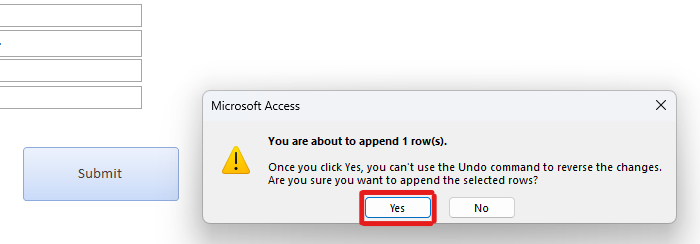 Microsoft Access
You are about to append 1 row(s).
Once you click Yes, you can't use the Undo command to reverse the changes.
Are you sure you want to append the selected rows?
Submit
Yes
No